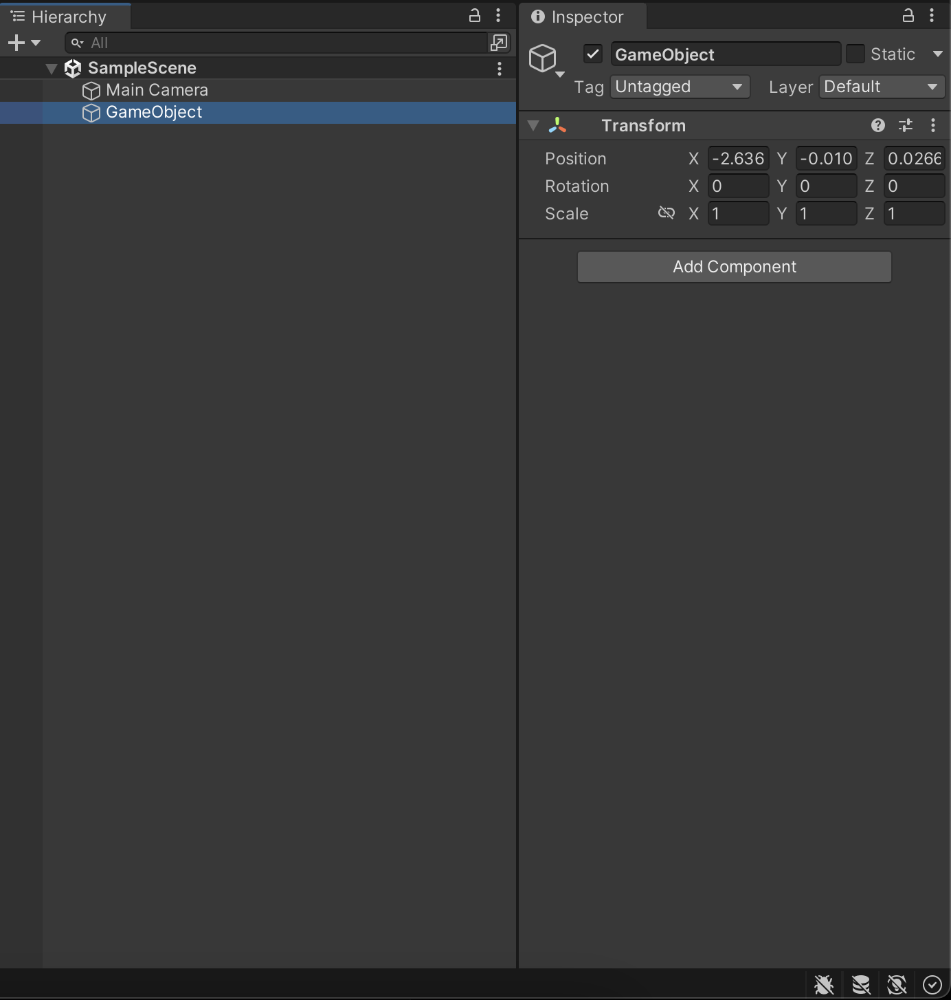 Hierarchy
All
SampleScene
Main Camera
GameObject
Inspector
GameObject Static
Tag Untagged Layer Default
Transform
Position X -2.636 Y -0.010 Z 0.0266
Rotation X 0 Y 0 Z 0
Scale X 1 Y 1 Z 1
Add Component